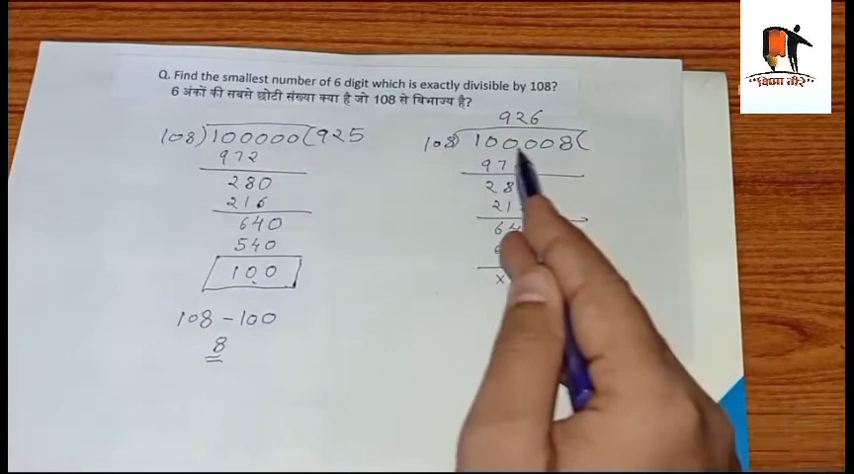 Q. Find the smallest number of 6 digit which is exactly divisible by 108?
6 अंकों की सबसे छोटी संख्या क्या है जो 108 से विभाज्य है?
108) 100000 (925
972
280
216
640
540
100
108 - 100
8
926
108) 100008 (
97
28
21
64
x